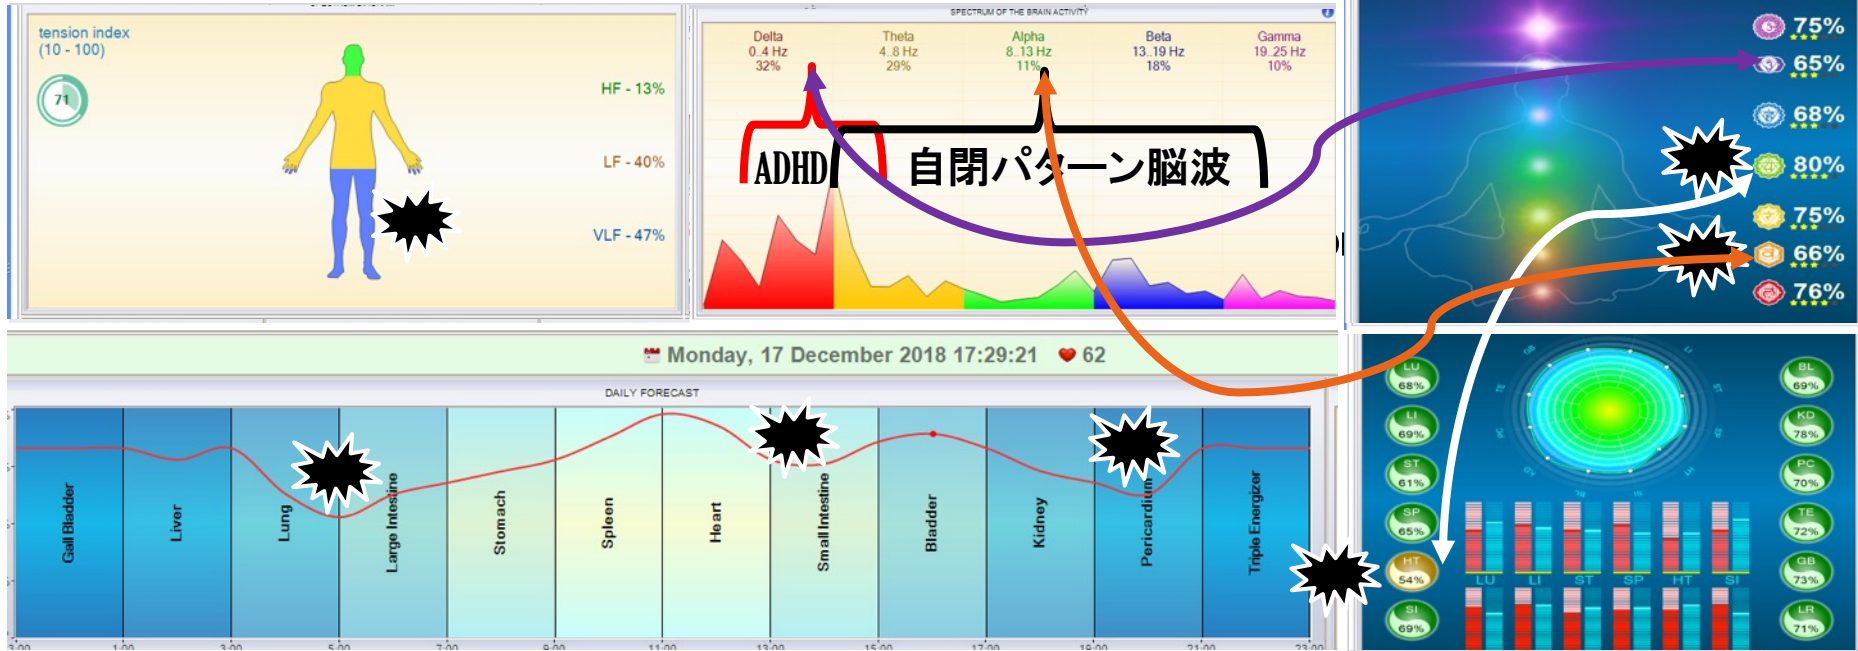 tension index
(10 - 100)
71
HF - 13%
LF - 40%
VLF - 47%
SPECTRUM OF THE BRAIN ACTIVITY
Delta
0..4 Hz
32%
Theta
4..8 Hz
29%
Alpha
8..13 Hz
11%
Beta
13..19 Hz
18%
Gamma
19..25 Hz
10%
ADHD
自閉パターン脳波
75%
65%
68%
80%
75%
66%
76%
Monday, 17 December 2018 17:29:21 62
DAILY FORECAST
Gall Bladder
Liver
Lung
Large Intestine
Stomach
Spleen
Heart
Small Intestine
Bladder
Kidney
Pericardium
Triple Energizer
1:00 3:00 5:00 7:00 9:00 11:00 13:00 15:00 17:00 19:00 21:00 23:00
LU
68%
LI
69%
ST
61%
SP
65%
HT
54%
SI
69%
BL
69%
KD
78%
PC
70%
TE
72%
GB
73%
LR
71%
LU LI ST SP HT SI